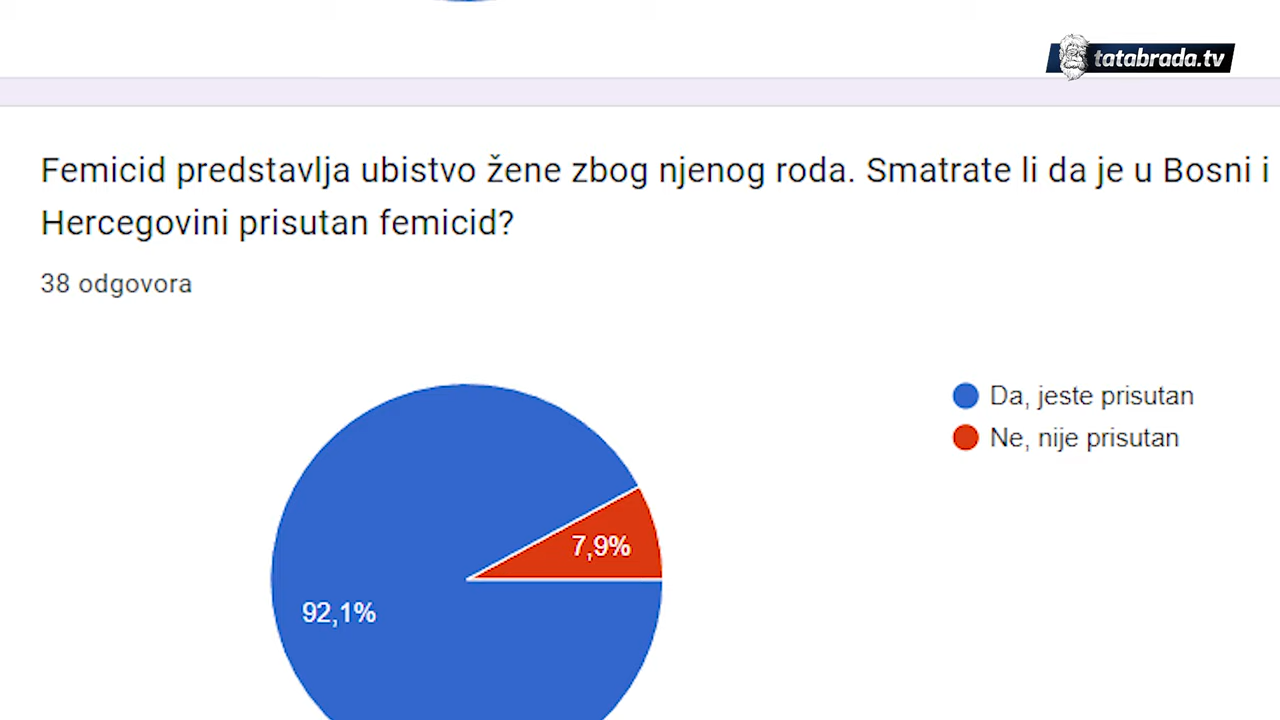 tatabrada.tv
Femicid predstavlja ubistvo žene zbog njenog roda. Smatrate li da je u Bosni i
Hercegovini prisutan femicid?
38 odgovora
Da, jeste prisutan
Ne, nije prisutan
7,9%
92,1%